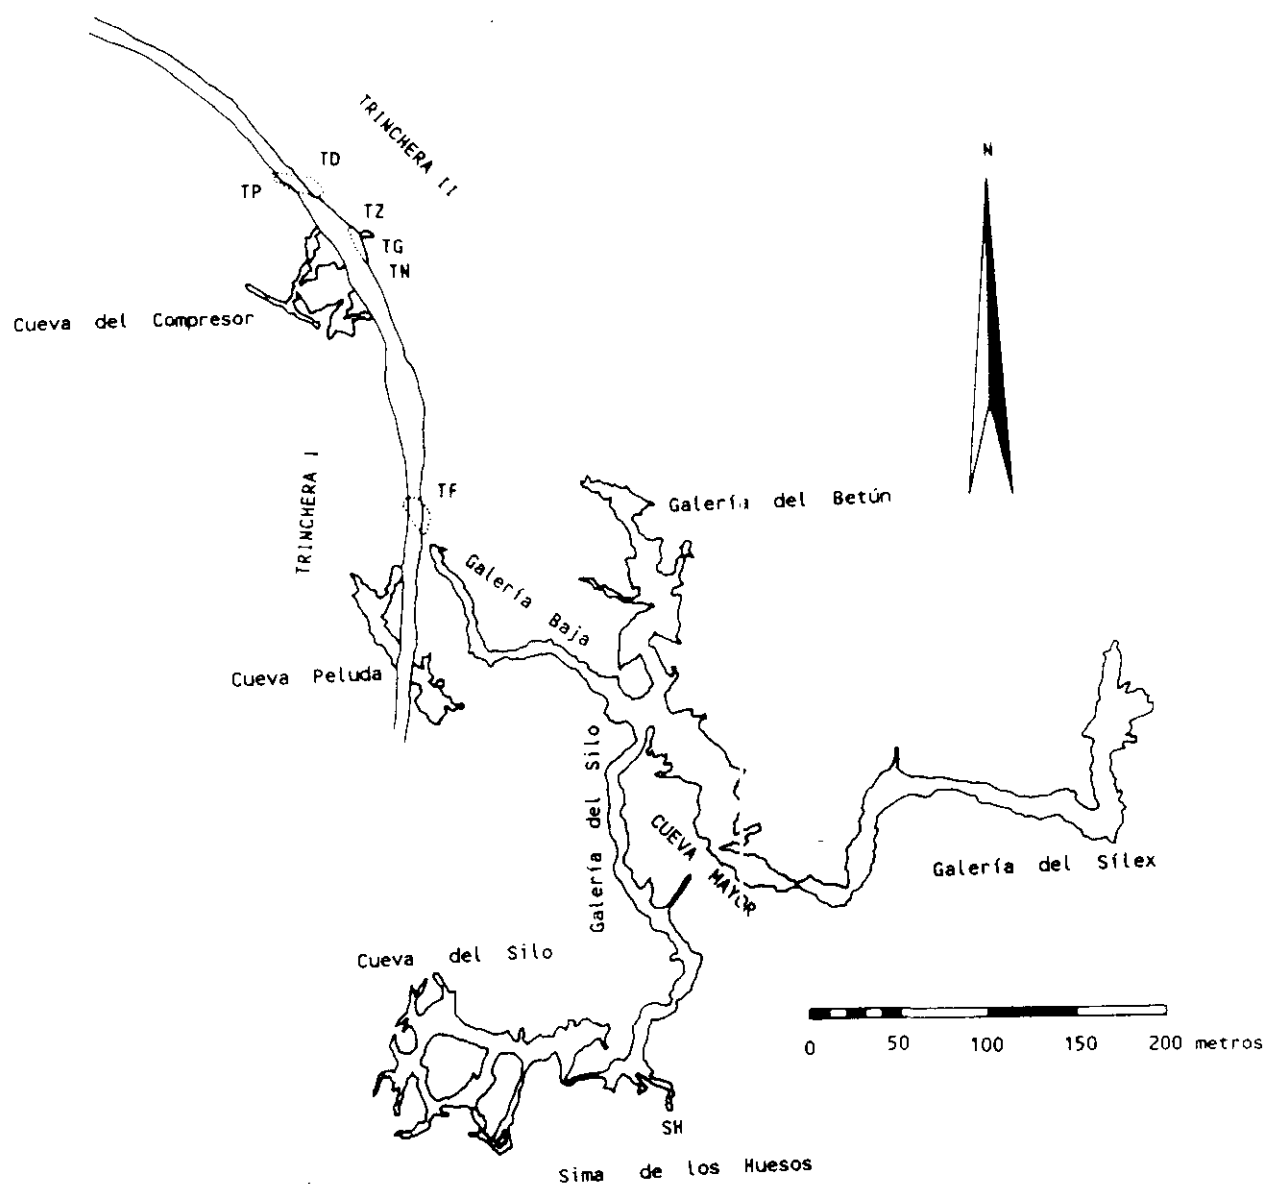 TRINCHERA II
N
TD
TP
TZ
TG
TN
Cueva del Compresor
TRINCHERA I
TF
Galería del Betún
Galería Baja
Cueva Peluda
Galería del Silo
CUEVA MAYOR
Galería del Sílex
Cueva del Silo
0 50 100 150 200 metros
SH
Sima de los Huesos